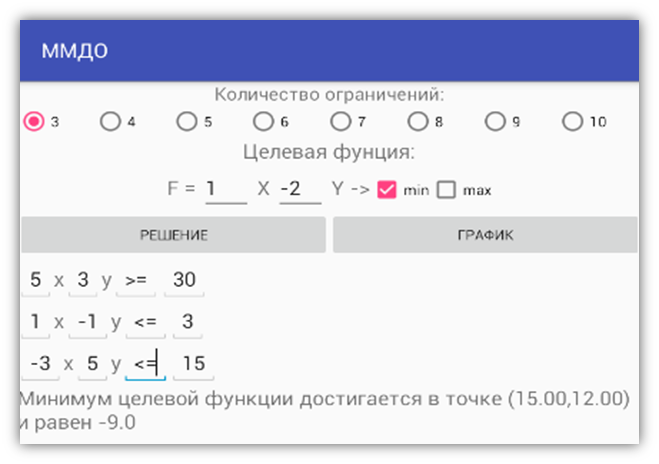 ММДО
Количество ограничений:
3 4 5 6 7 8 9 10
Целевая фунция:
F = 1 X -2 Y -> min max
РЕШЕНИЕ ГРАФИК
5 x 3 y >= 30
1 x -1 y <= 3
-3 x 5 y <= 15
Минимум целевой функции достигается в точке (15.00,12.00)
и равен -9.0